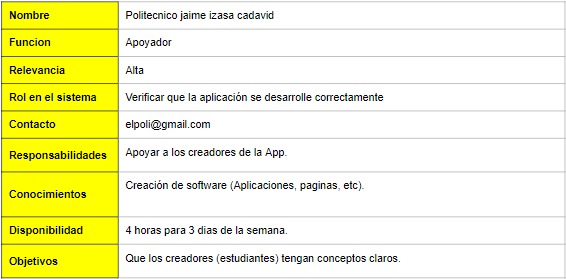 Nombre Politecnico jaime izasa cadavid
Funcion Apoyador
Relevancia Alta
Rol en el sistema Verificar que la aplicación se desarrolle correctamente
Contacto elpoli@gmail.com
Responsabilidades Apoyar a los creadores de la App.
Conocimientos Creación de software (Aplicaciones, paginas, etc).
Disponibilidad 4 horas para 3 dias de la semana.
Objetivos Que los creadores (estudiantes) tengan conceptos claros.